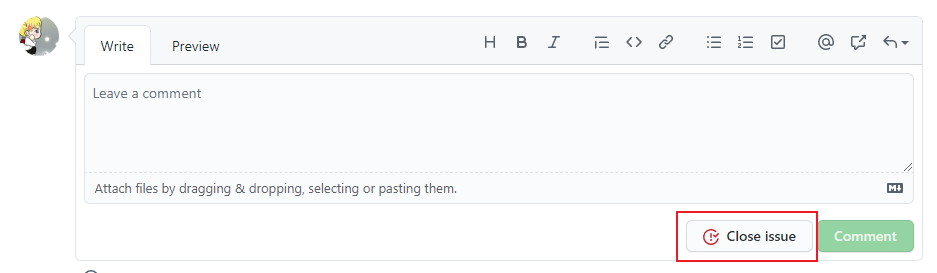 Write Preview
Leave a comment
Attach files by dragging & dropping, selecting or pasting them.
Close issue Comment